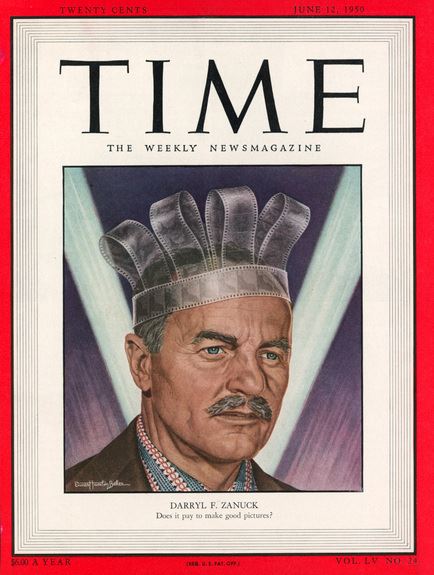 TWENTY CENTS JUNE 12, 1950
TIME
THE WEEKLY NEWSMAGAZINE
DARRYL F. ZANUCK
Does it pay to make good pictures?
$6.00 A YEAR (REG. U. S. PAT. OFF.) VOL. LV NO. 24